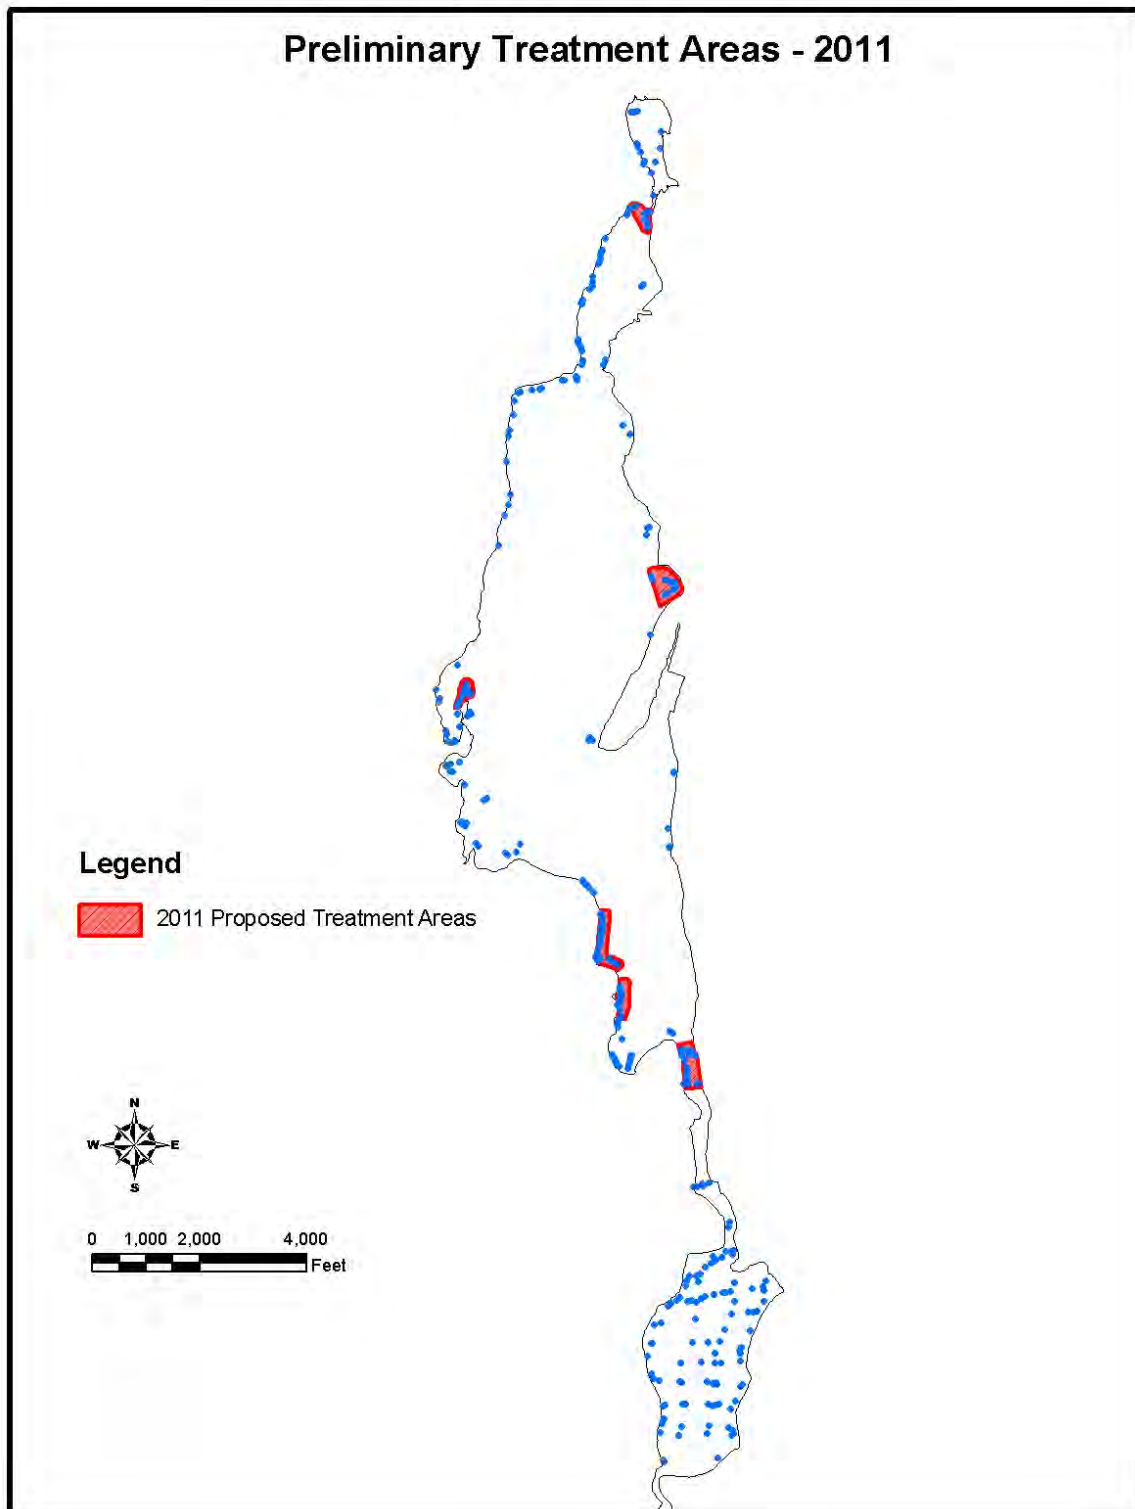 Preliminary Treatment Areas - 2011
Legend
2011 Proposed Treatment Areas
N
W E
S
0 1,000 2,000 4,000
Feet